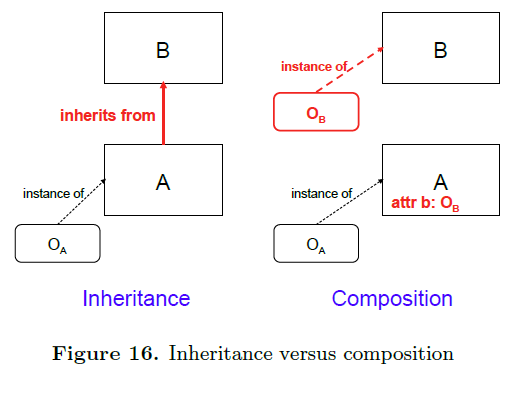 B
inherits from
A
instance of
OA
Inheritance
B
instance of
OB
A
attr b: OB
instance of
OA
Composition
Figure 16. Inheritance versus composition